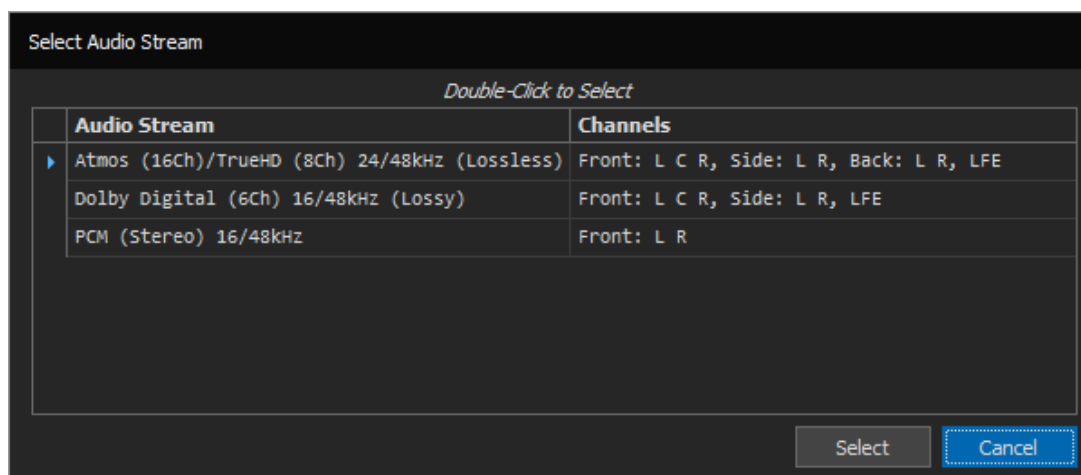 Select Audio Stream
Double-Click to Select
Audio Stream Channels
Atmos (16Ch)/TrueHD (8Ch) 24/48kHz (Lossless) Front: L C R, Side: L R, Back: L R, LFE
Dolby Digital (6Ch) 16/48kHz (Lossy) Front: L C R, Side: L R, LFE
PCM (Stereo) 16/48kHz Front: L R
Select Cancel